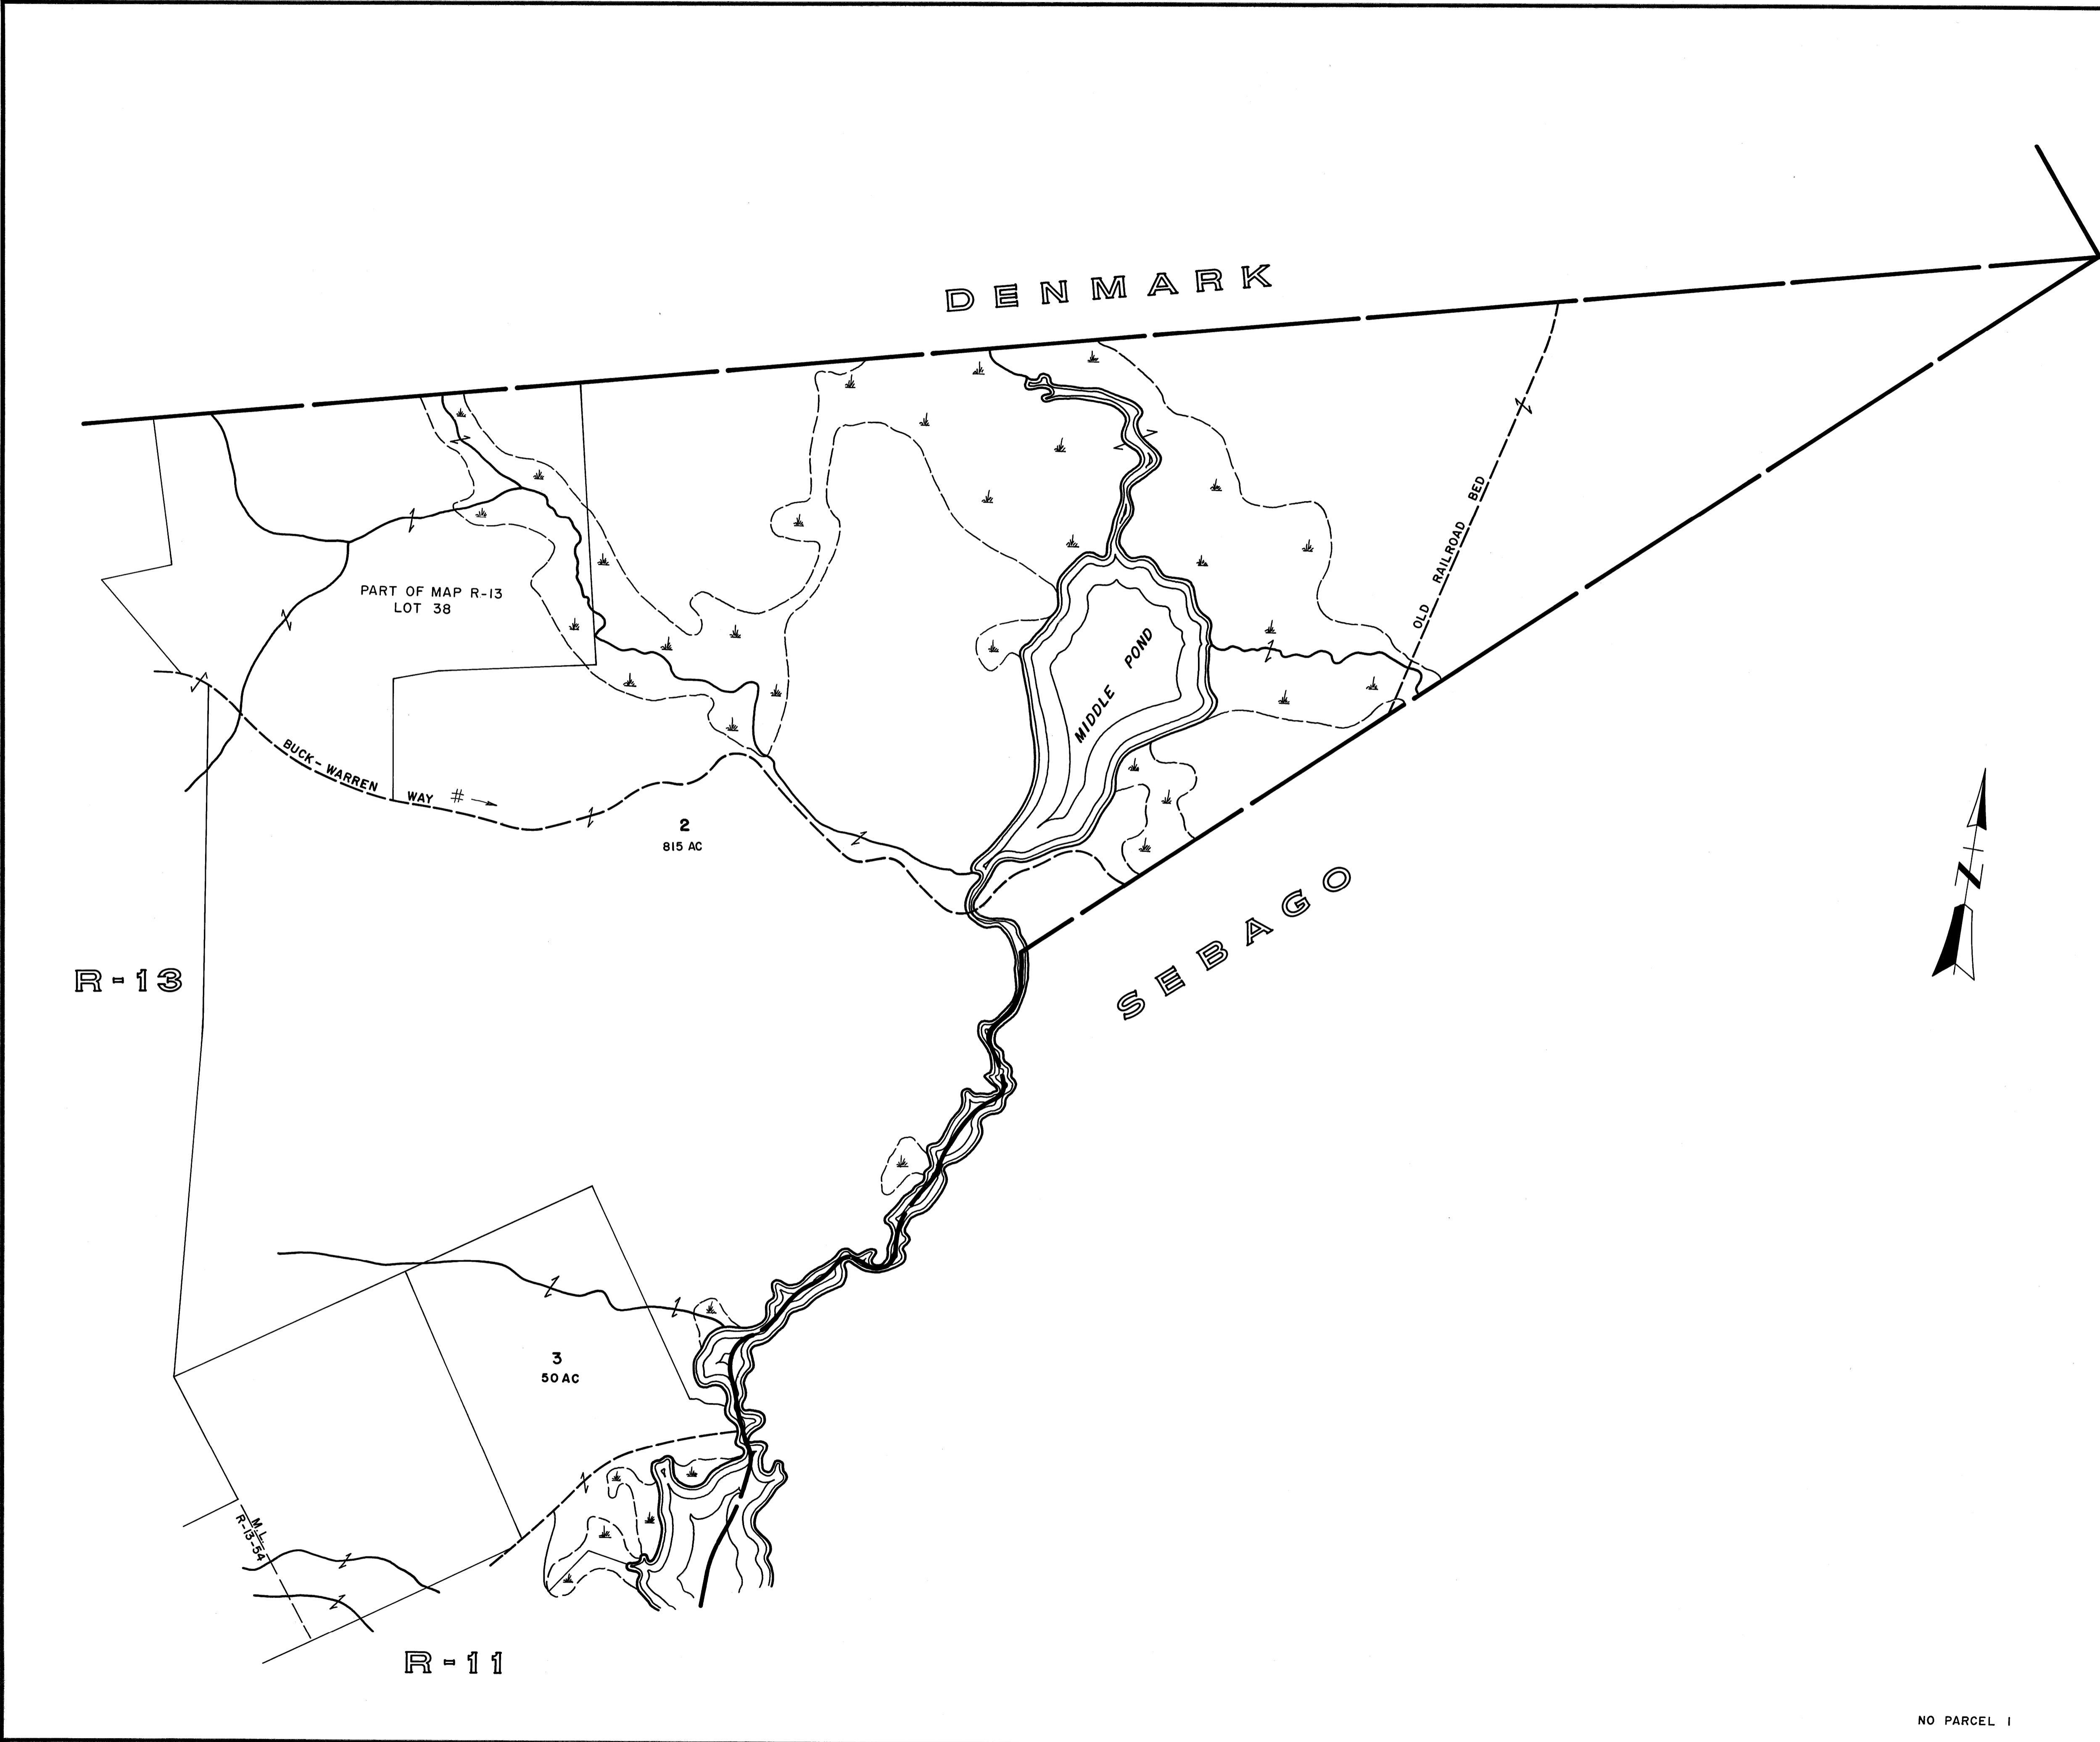 DENMARK
OLD RAILROAD BED
PART OF MAP R-13
LOT 38
MIDDLE POND
BUCK-WARREN WAY #
2
815 AC
N
SEBAGO
R-13
3
50 AC
M.L.
R-13-54
R-11
NO PARCEL 1